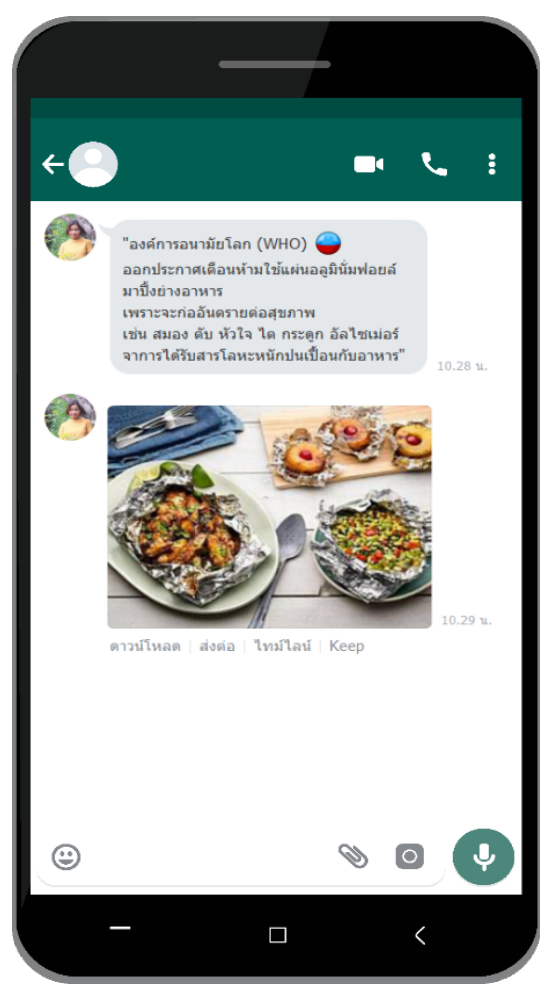 "องค์การอนามัยโลก (WHO)
ออกประกาศเตือนห้ามใช้แผ่นอลูมินั่มฟอยล์
มาปิ้งย่างอาหาร
เพราะจะก่ออันตรายต่อสุขภาพ
เช่น สมอง ตับ หัวใจ ไต กระดูก อัลไซเม่อร์
จาการได้รับสารโลหะหนักปนเปื้อนกับอาหาร"
10.28 น.
10.29 น.
ดาวน์โหลด | ส่งต่อ | ไทม์ไลน์ | Keep